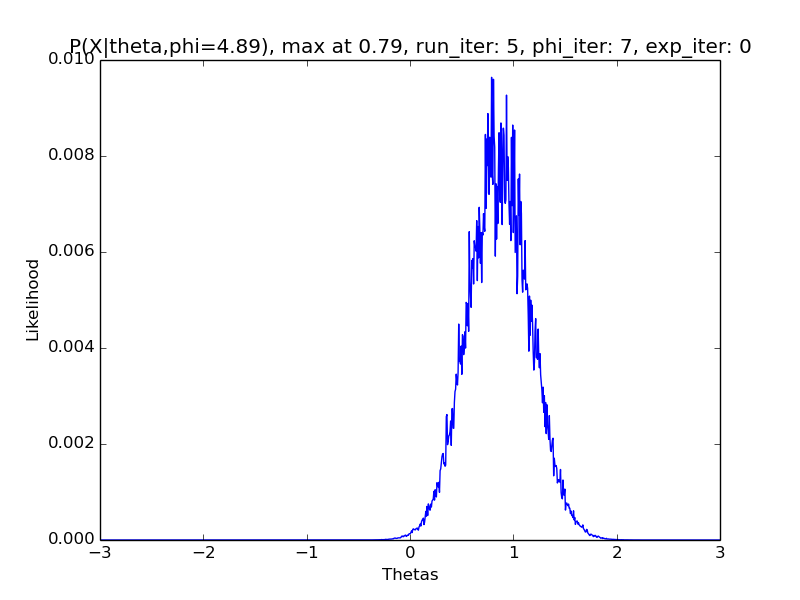 P(X|theta,phi=4.89), max at 0.79, run_iter: 5, phi_iter: 7, exp_iter: 0
0.010
0.008
0.006
0.004
0.002
0.000
Likelihood
−3 −2 −1 0 1 2 3
Thetas